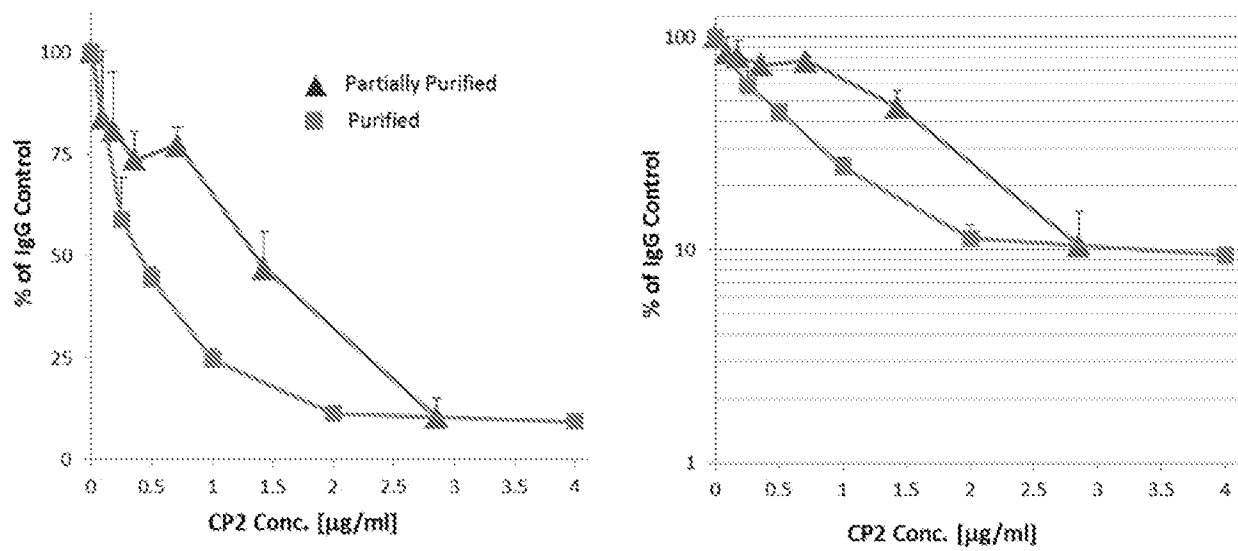 100
75
50
25
0
% of IgG Control
Partially Purified
Purified
0 0.5 1 1.5 2 2.5 3 3.5 4
CP2 Conc. [µg/ml]
100
10
1
% of IgG Control
0 0.5 1 1.5 2 2.5 3 3.5 4
CP2 Conc. [µg/ml]